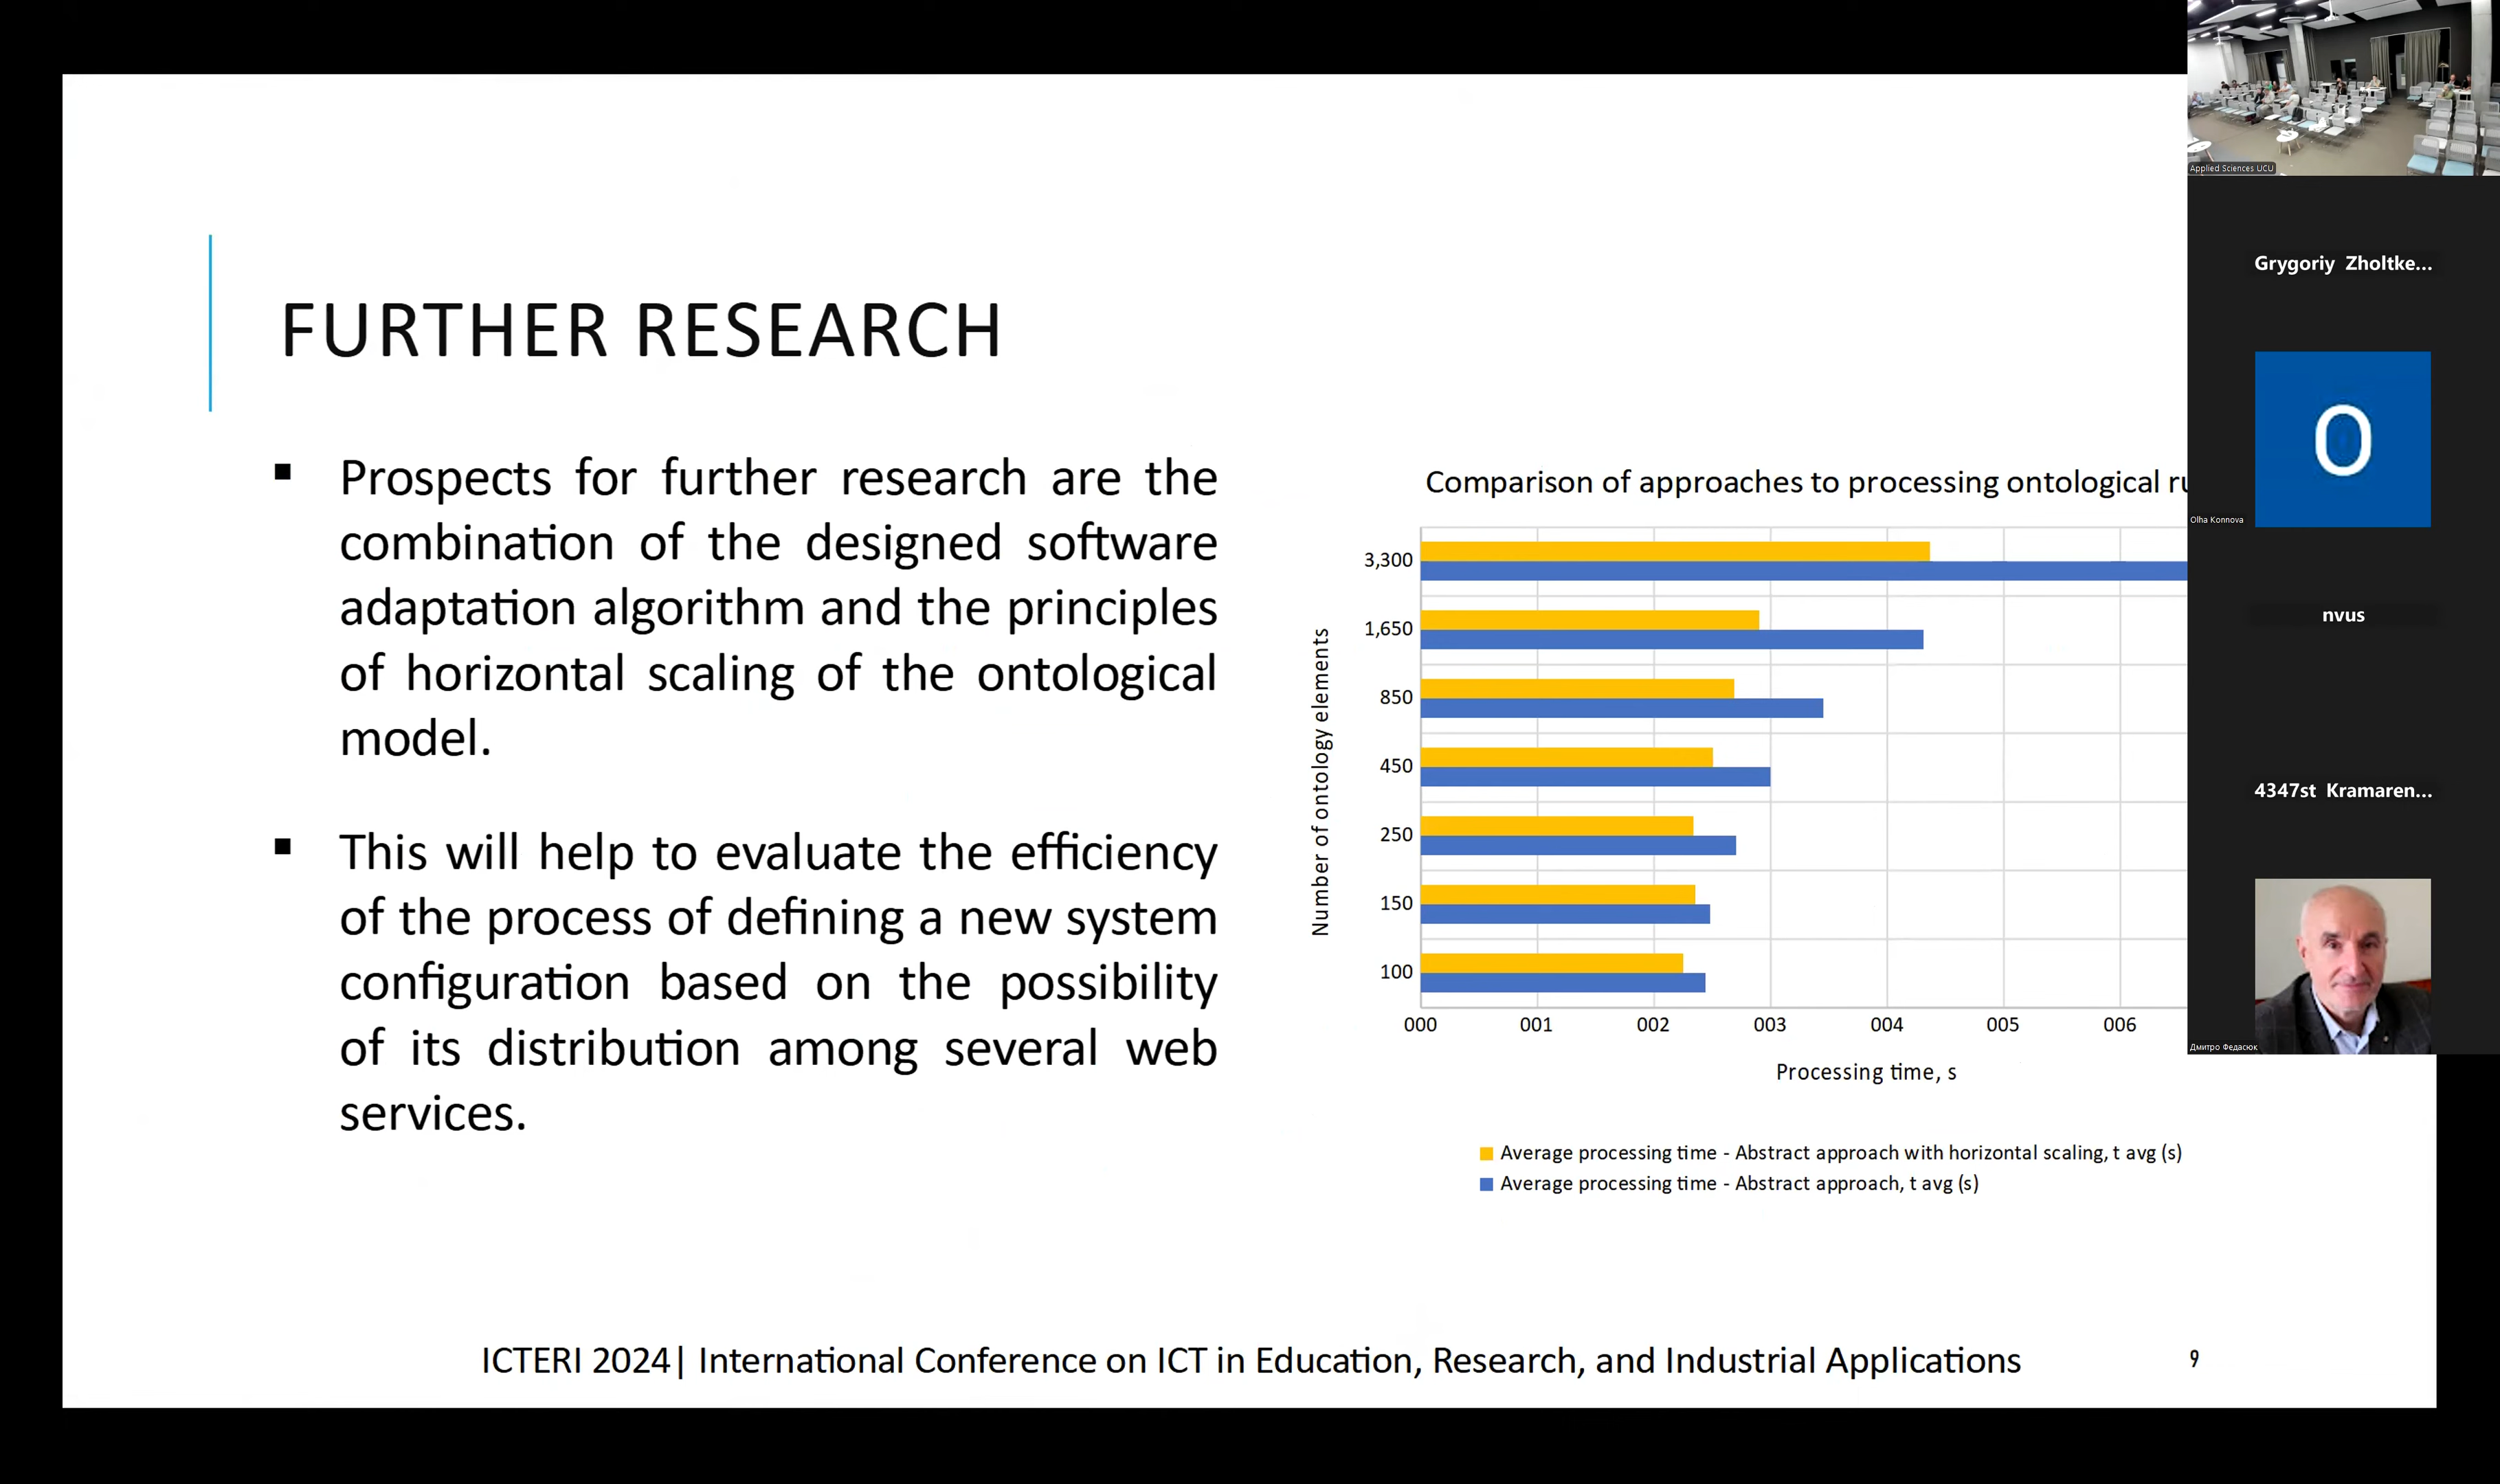 FURTHER RESEARCH
▪ Prospects for further research are the
combination of the designed software
adaptation algorithm and the principles
of horizontal scaling of the ontological
model.
▪ This will help to evaluate the efficiency
of the process of defining a new system
configuration based on the possibility
of its distribution among several web
services.
Comparison of approaches to processing ontological
Number of ontology elements
3,300
1,650
850
450
250
150
100
000 001 002 003 004 005 006
Processing time, s
Average processing time - Abstract approach with horizontal scaling, t avg (s)
Average processing time - Abstract approach, t avg (s)
ICTERI 2024| International Conference on ICT in Education, Research, and Industrial Applications
9
Applied Sciences UCU
Grygoriy Zholtke...
O
Olha Konnova
nvus
4347st Kramaren...
Дмитро Федасюк